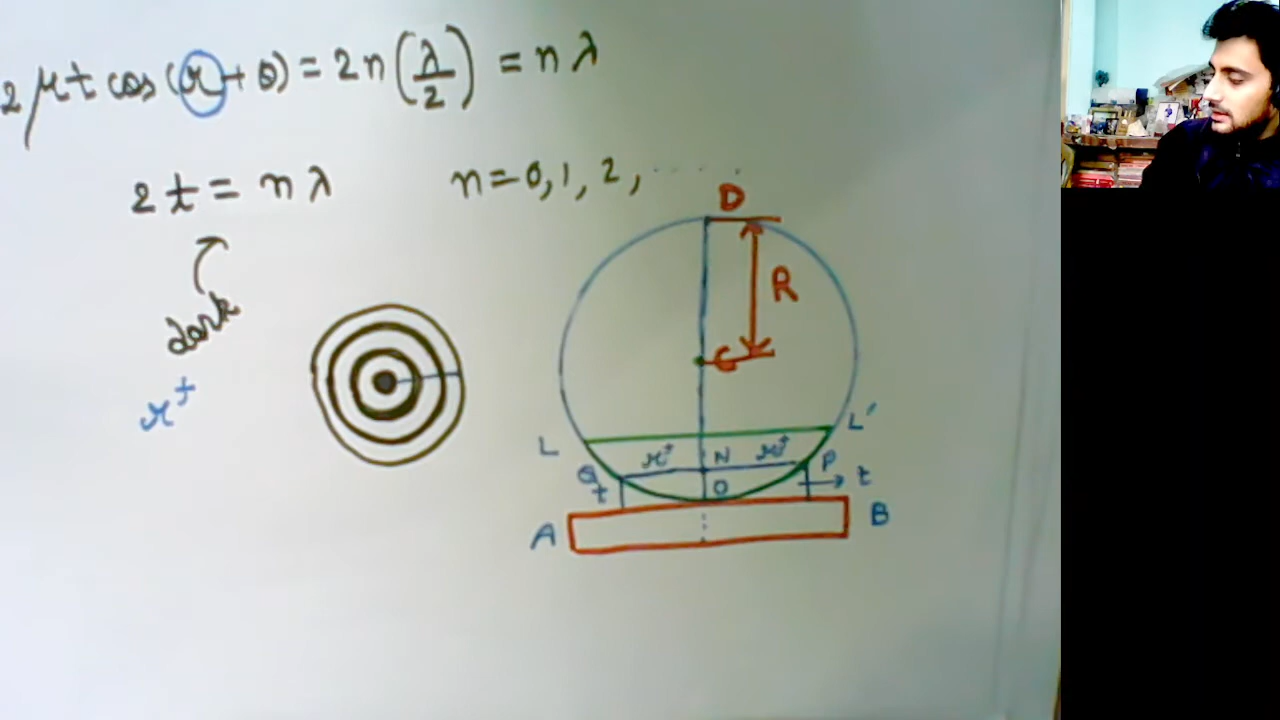 2μt cos(r+θ) = 2n(λ/2) = nλ
2t = nλ n=0,1,2,.....
dark
r⁺
D
R
C
L L'
r⁺ N r⁺
Q P
t O t
A B